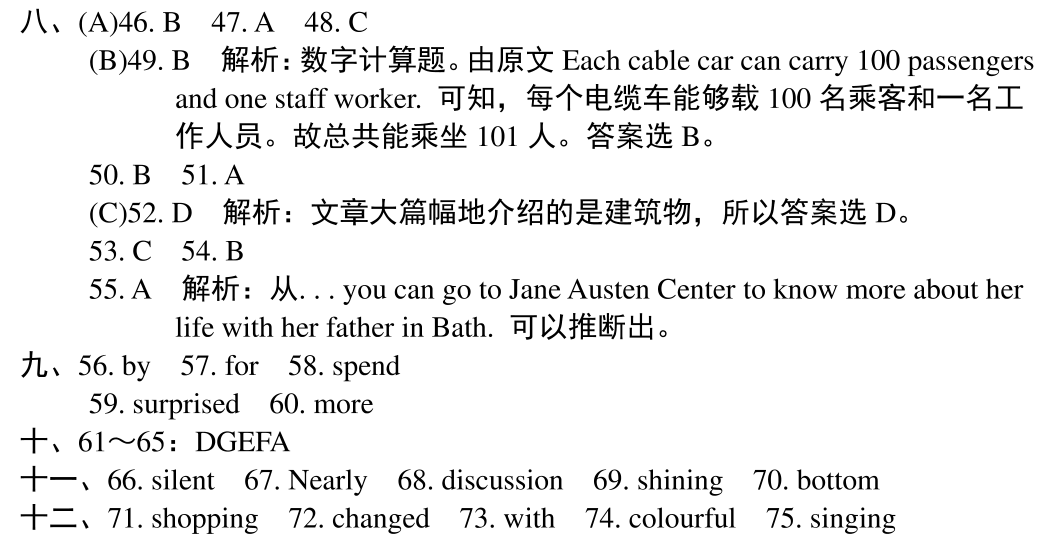 八、(A)46. B 47. A 48. C
(B)49. B 解析：数字计算题。由原文 Each cable car can carry 100 passengers
and one staff worker. 可知，每个电缆车能够载 100 名乘客和一名工
作人员。故总共能乘坐 101 人。答案选 B。
50. B 51. A
(C)52. D 解析：文章大篇幅地介绍的是建筑物，所以答案选 D。
53. C 54. B
55. A 解析：从. . . you can go to Jane Austen Center to know more about her
life with her father in Bath. 可以推断出。
九、56. by 57. for 58. spend
59. surprised 60. more
十、61～65：DGEFA
十一、66. silent 67. Nearly 68. discussion 69. shining 70. bottom
十二、71. shopping 72. changed 73. with 74. colourful 75. singing